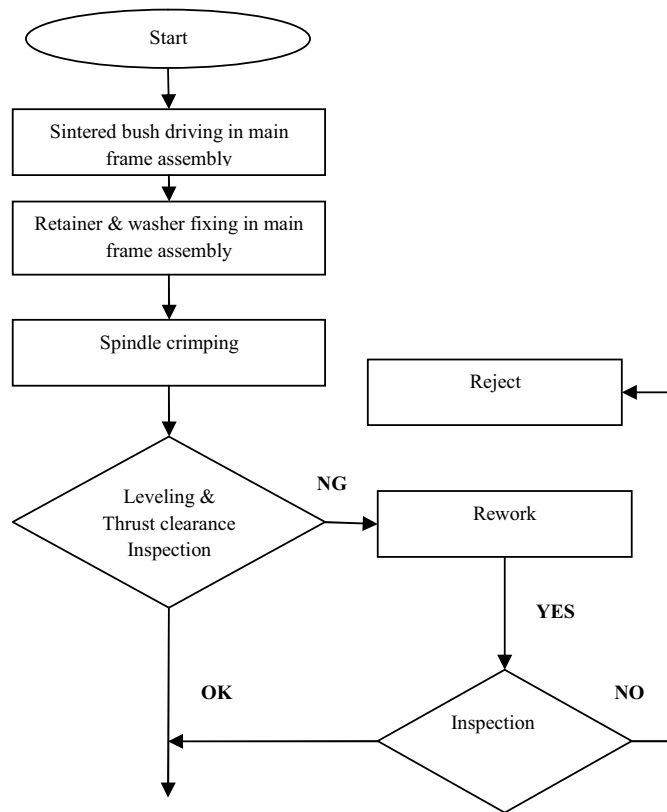 Start
Sintered bush driving in main
frame assembly
Retainer & washer fixing in main
frame assembly
Spindle crimping
Reject
Leveling &
Thrust clearance
Inspection
NG
Rework
YES
OK
Inspection
NO